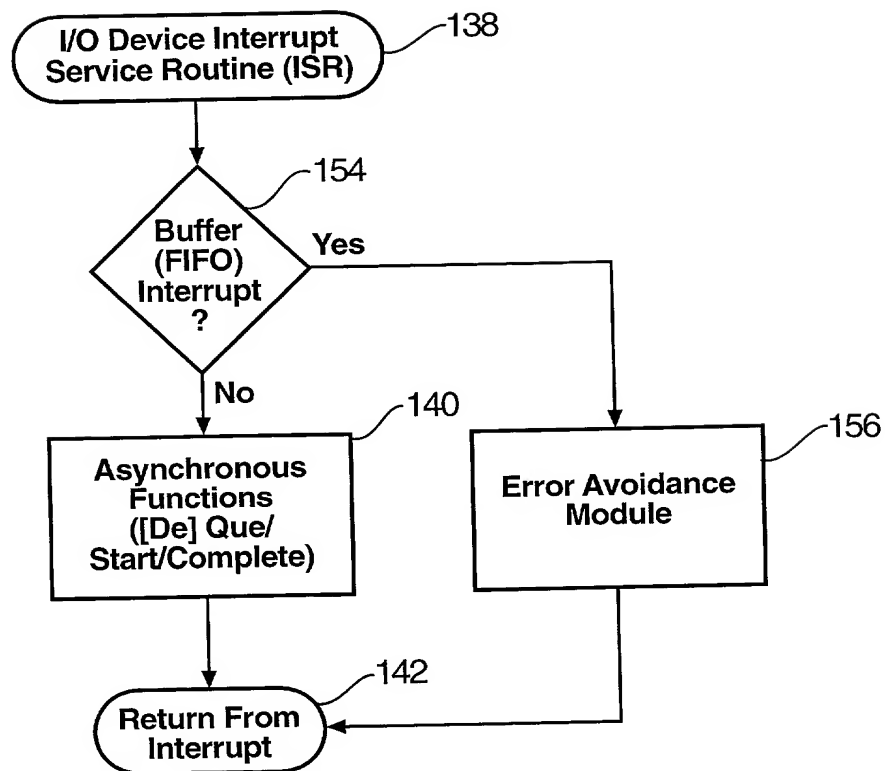 I/O Device Interrupt
Service Routine (ISR)
138
154
Buffer
(FIFO)
Interrupt
?
Yes
No
140
Asynchronous
Functions
([De] Que/
Start/Complete)
156
Error Avoidance
Module
142
Return From
Interrupt